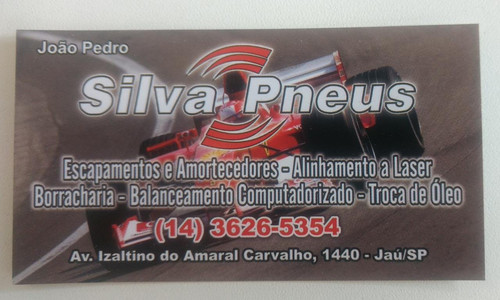 João Pedro
Silva Pneus
Escapamentos e Amortecedores - Alinhamento a Laser
Borracharia - Balanceamento Computadorizado - Troca de Óleo
(14) 3626-5354
Av. Izaltino do Amaral Carvalho, 1440 - Jaú/SP